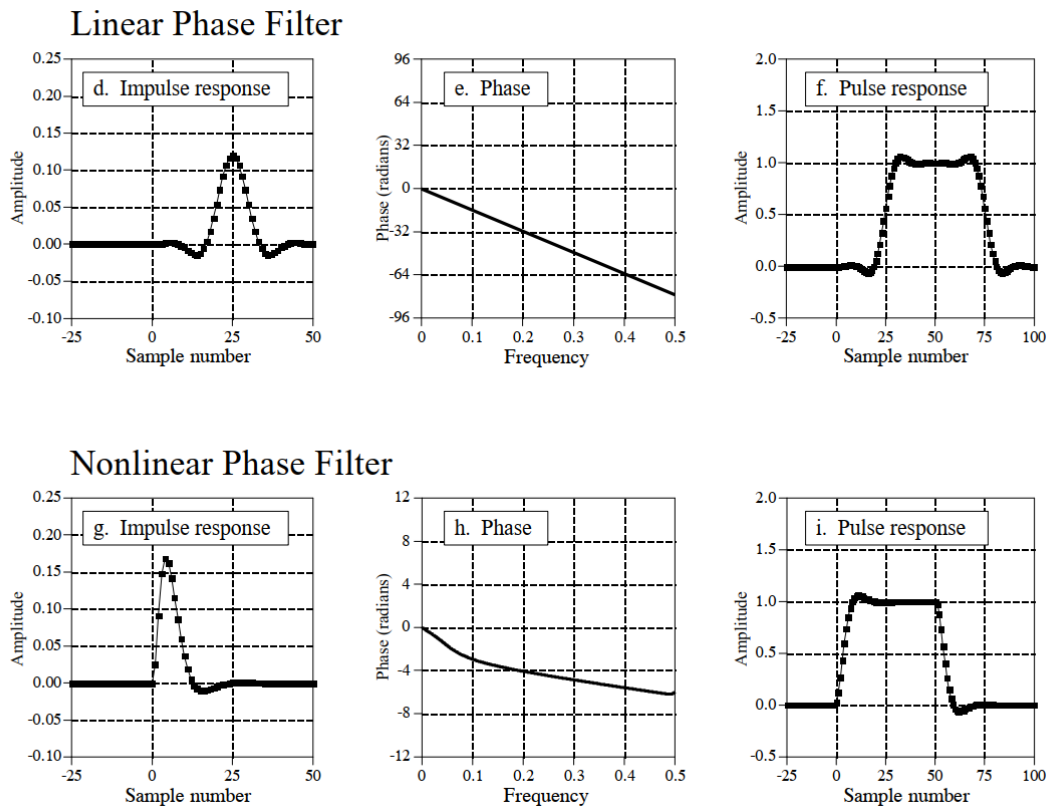 Linear Phase Filter
d. Impulse response
Amplitude
0.25
0.20
0.15
0.10
0.05
0.00
-0.05
-0.10
-25 0 25 50
Sample number
e. Phase
Phase (radians)
96
64
32
0
-32
-64
-96
0 0.1 0.2 0.3 0.4 0.5
Frequency
f. Pulse response
Amplitude
2.0
1.5
1.0
0.5
0.0
-0.5
-25 0 25 50 75 100
Sample number
Nonlinear Phase Filter
g. Impulse response
Amplitude
0.25
0.20
0.15
0.10
0.05
0.00
-0.05
-0.10
-25 0 25 50
Sample number
h. Phase
Phase (radians)
12
8
4
0
-4
-8
-12
0 0.1 0.2 0.3 0.4 0.5
Frequency
i. Pulse response
Amplitude
2.0
1.5
1.0
0.5
0.0
-0.5
-25 0 25 50 75 100
Sample number